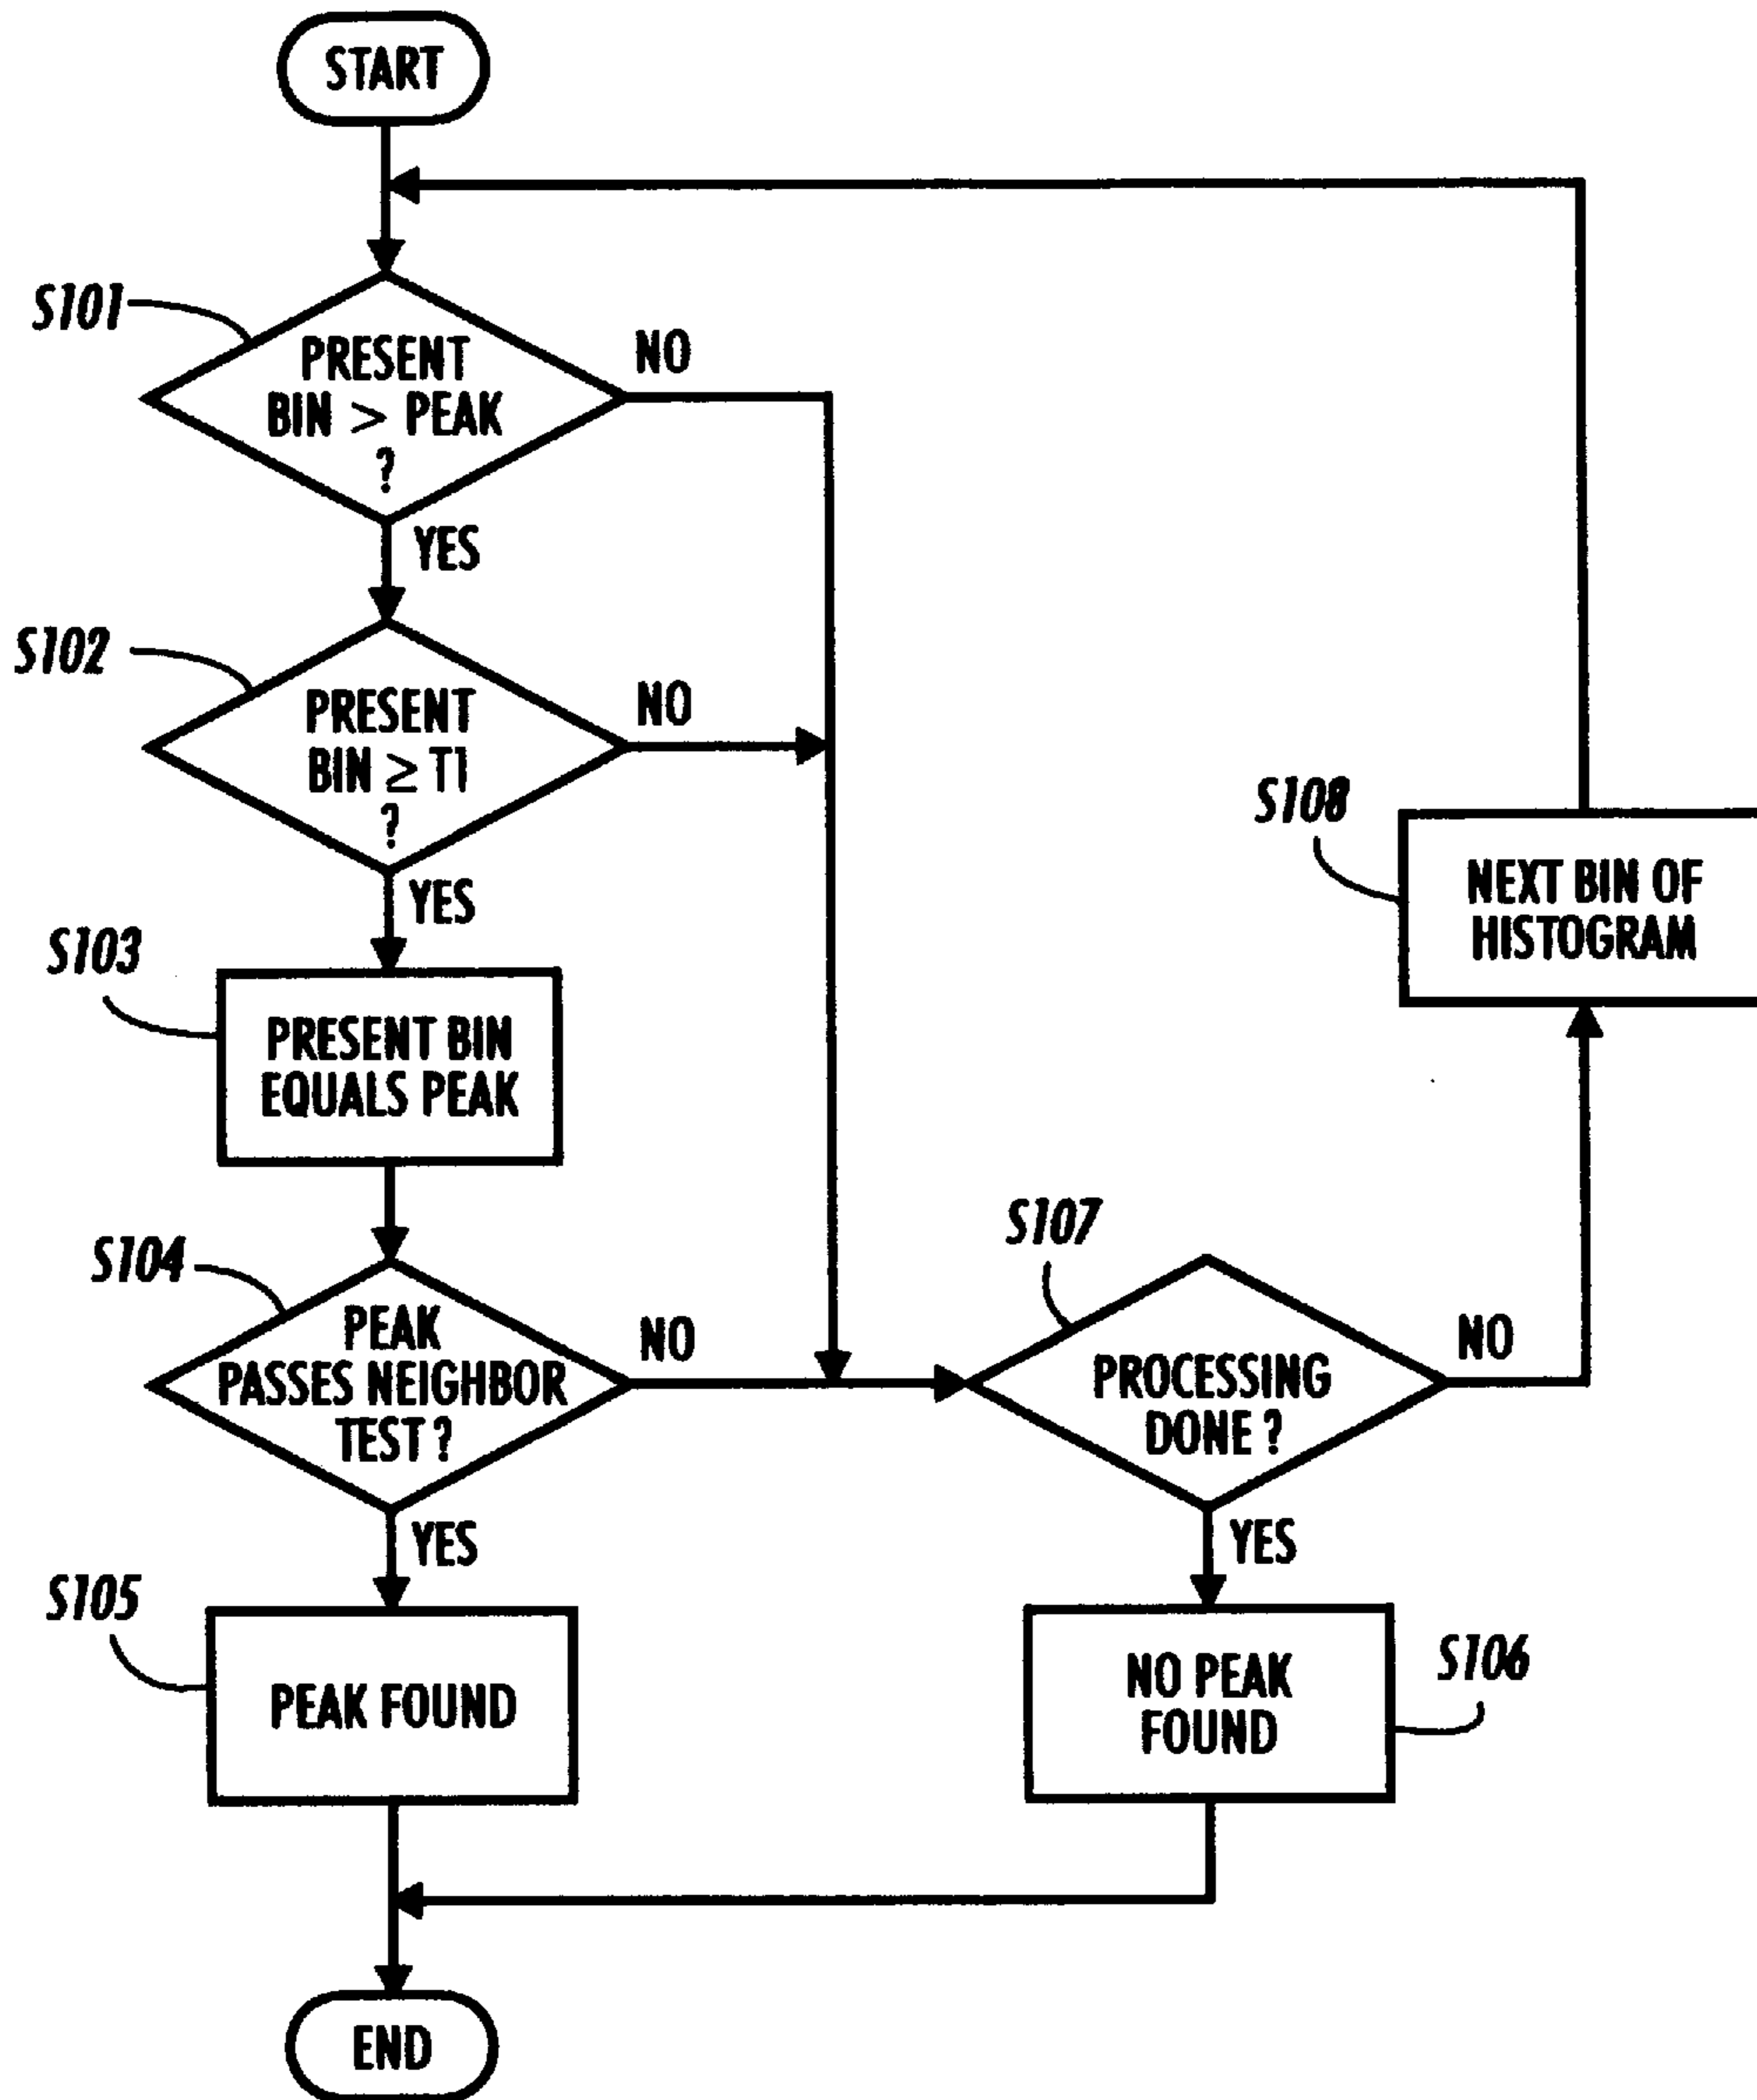 START
S101
PRESENT
BIN > PEAK
?
NO
YES
S102
PRESENT
BIN ≥ T1
?
NO
YES
S103
PRESENT BIN
EQUALS PEAK
S104
PEAK
PASSES NEIGHBOR
TEST ?
NO
YES
S105
PEAK FOUND
S107
PROCESSING
DONE ?
NO
YES
S108
NEXT BIN OF
HISTOGRAM
NO PEAK
FOUND
S106
END